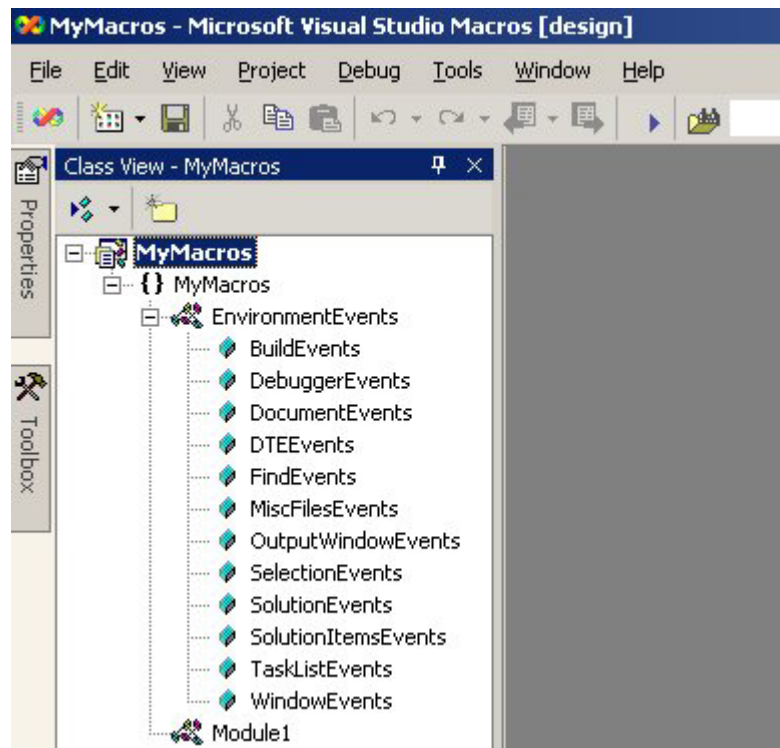 MyMacros - Microsoft Visual Studio Macros [design]
File Edit View Project Debug Tools Window Help
Class View - MyMacros
Properties
MyMacros
{} MyMacros
EnvironmentEvents
BuildEvents
DebuggerEvents
DocumentEvents
DTEEvents
FindEvents
MiscFilesEvents
OutputWindowEvents
SelectionEvents
SolutionEvents
SolutionItemsEvents
TaskListEvents
WindowEvents
Module1
Toolbox